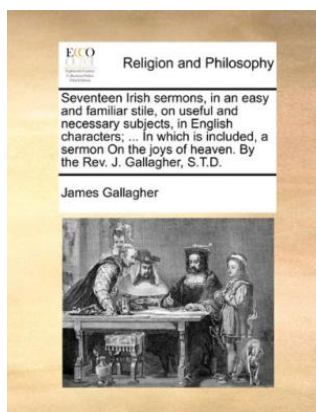 ECCO
Religion and Philosophy
Seventeen Irish sermons, in an easy
and familiar stile, on useful and
necessary subjects, in English
characters; ... In which is included, a
sermon On the joys of heaven. By
the Rev. J. Gallagher, S.T.D.
James Gallagher